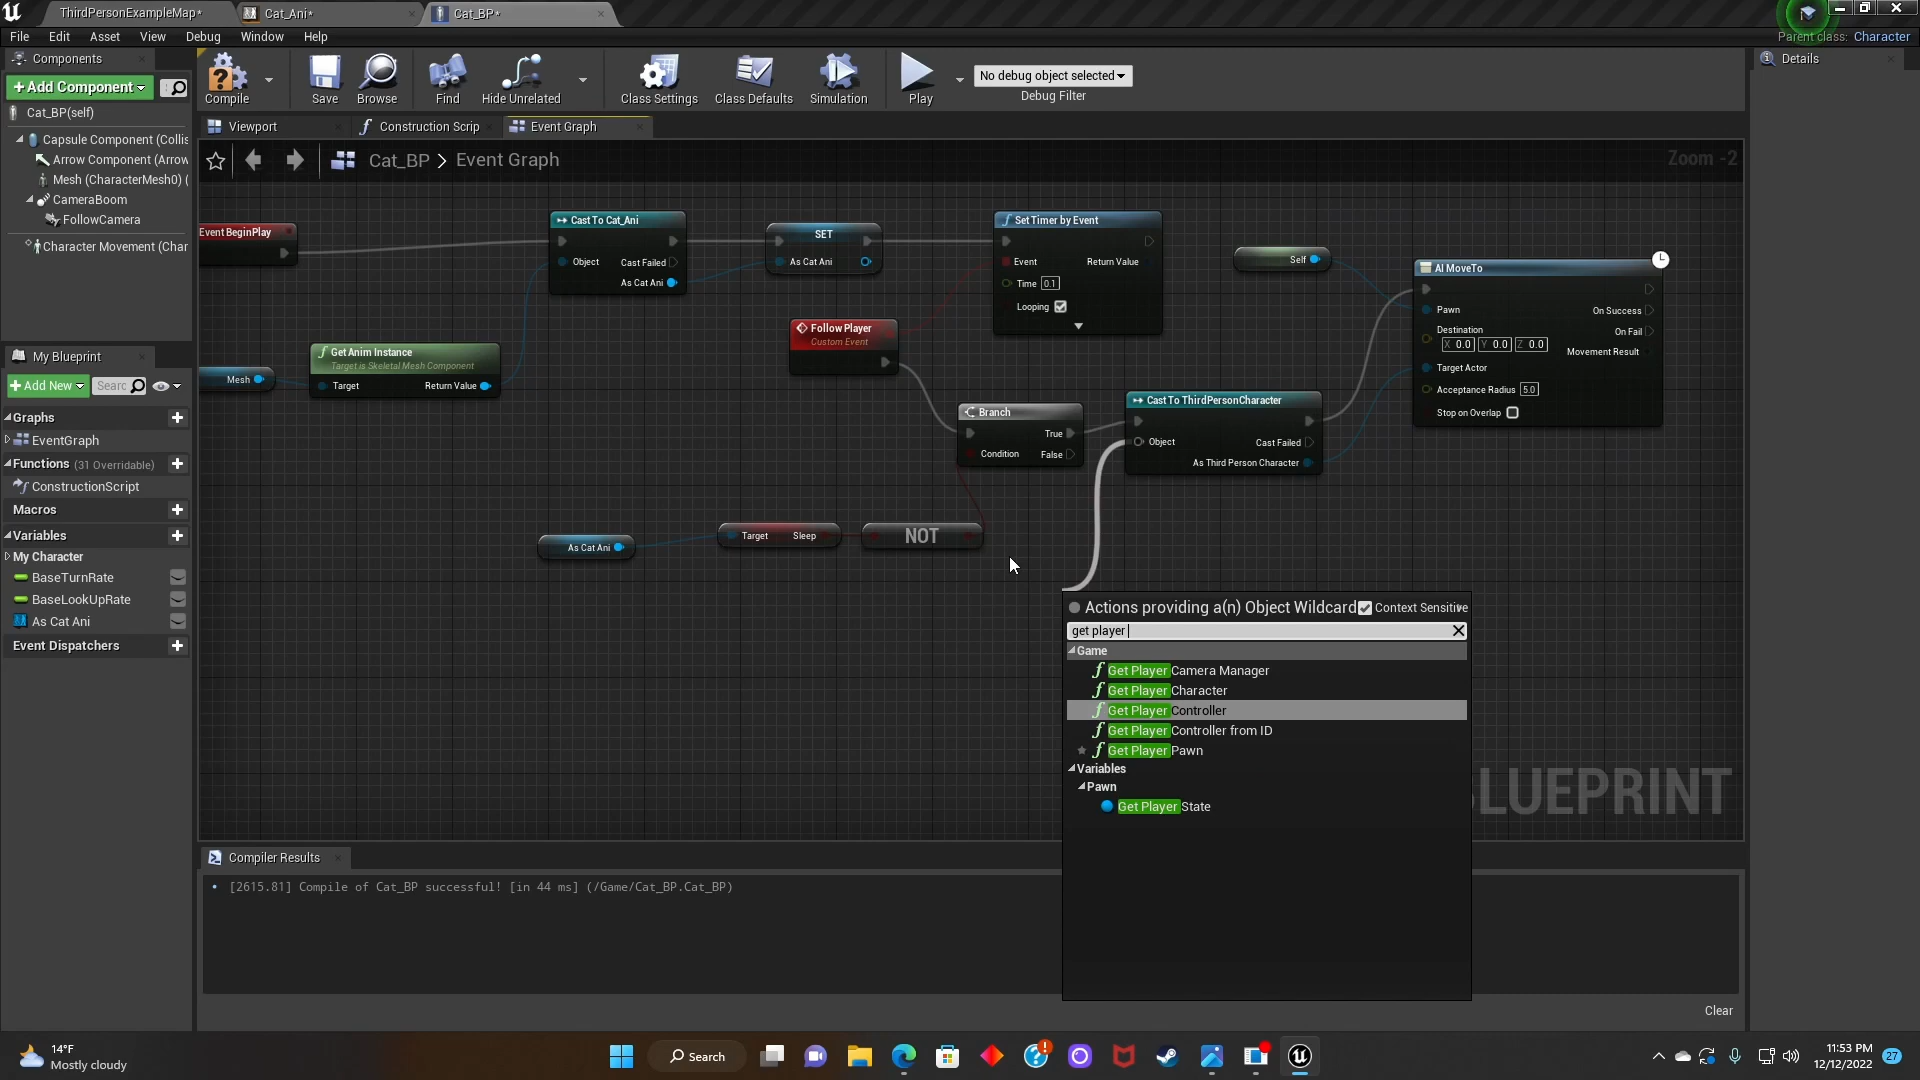 ThirdPersonExampleMap*
Cat_Ani*
Cat_BP*
File Edit Asset View Debug Window Help
Parent class: Character
Components
+Add Component
Cat_BP(self)
Capsule Component (Collis
Arrow Component (Arrow
Mesh (CharacterMesh0) (
CameraBoom
FollowCamera
Character Movement (Char
Compile
Save
Browse
Find
Hide Unrelated
Class Settings
Class Defaults
Simulation
Play
No debug object selected
Debug Filter
Details
Viewport
Construction Scrip
Event Graph
Cat_BP > Event Graph
Zoom -2
Event BeginPlay
Cast To Cat_Ani
Object Cast Failed
As Cat Ani
SET
As Cat Ani
Set Timer by Event
Event Return Value
Time 0.1
Looping
Self
AI MoveTo
Pawn On Success
On Fail
Destination
X 0.0 Y 0.0 Z 0.0
Movement Result
Target Actor
Acceptance Radius 5.0
Stop on Overlap
Follow Player
Custom Event
Mesh
Get Anim Instance
Target is Skeletal Mesh Component
Target Return Value
Branch
True
Condition False
Cast To ThirdPersonCharacter
Object Cast Failed
As Third Person Character
As Cat Ani
Target Sleep
NOT
My Blueprint
+Add New
Searc
Graphs
EventGraph
Functions (31 Overridable)
ConstructionScript
Macros
Variables
My Character
BaseTurnRate
BaseLookUpRate
As Cat Ani
Event Dispatchers
Actions providing a(n) Object Wildcard
Context Sensitive
get player
Game
Get Player Camera Manager
Get Player Character
Get Player Controller
Get Player Controller from ID
Get Player Pawn
Variables
Pawn
Get Player State
LUEPRINT
Compiler Results
[2615.81] Compile of Cat_BP successful! [in 44 ms] (/Game/Cat_BP.Cat_BP)
Clear
14°F
Mostly cloudy
Search
11:53 PM
12/12/2022
27